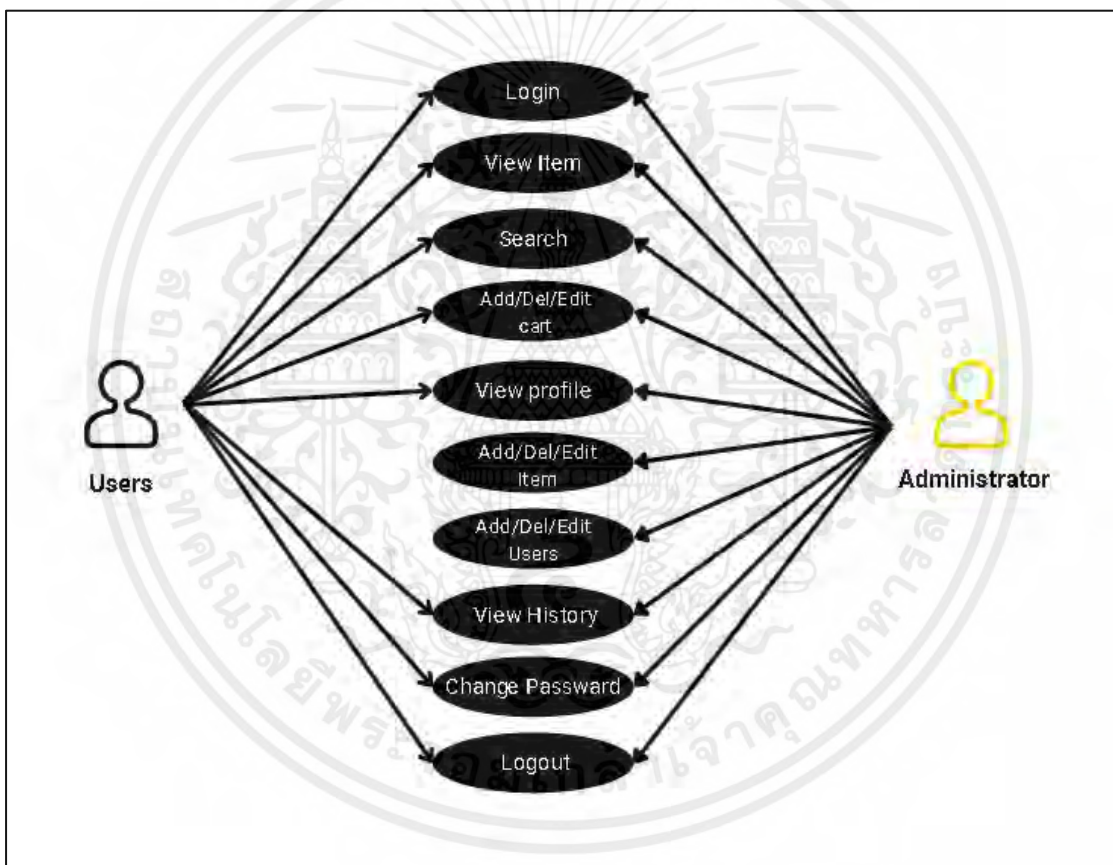 Login
View Item
Search
Add/Del/Edit
cart
View profile
Add/Del/Edit
Item
Add/Del/Edit
Users
View History
Change Passward
Logout
Users
Administrator